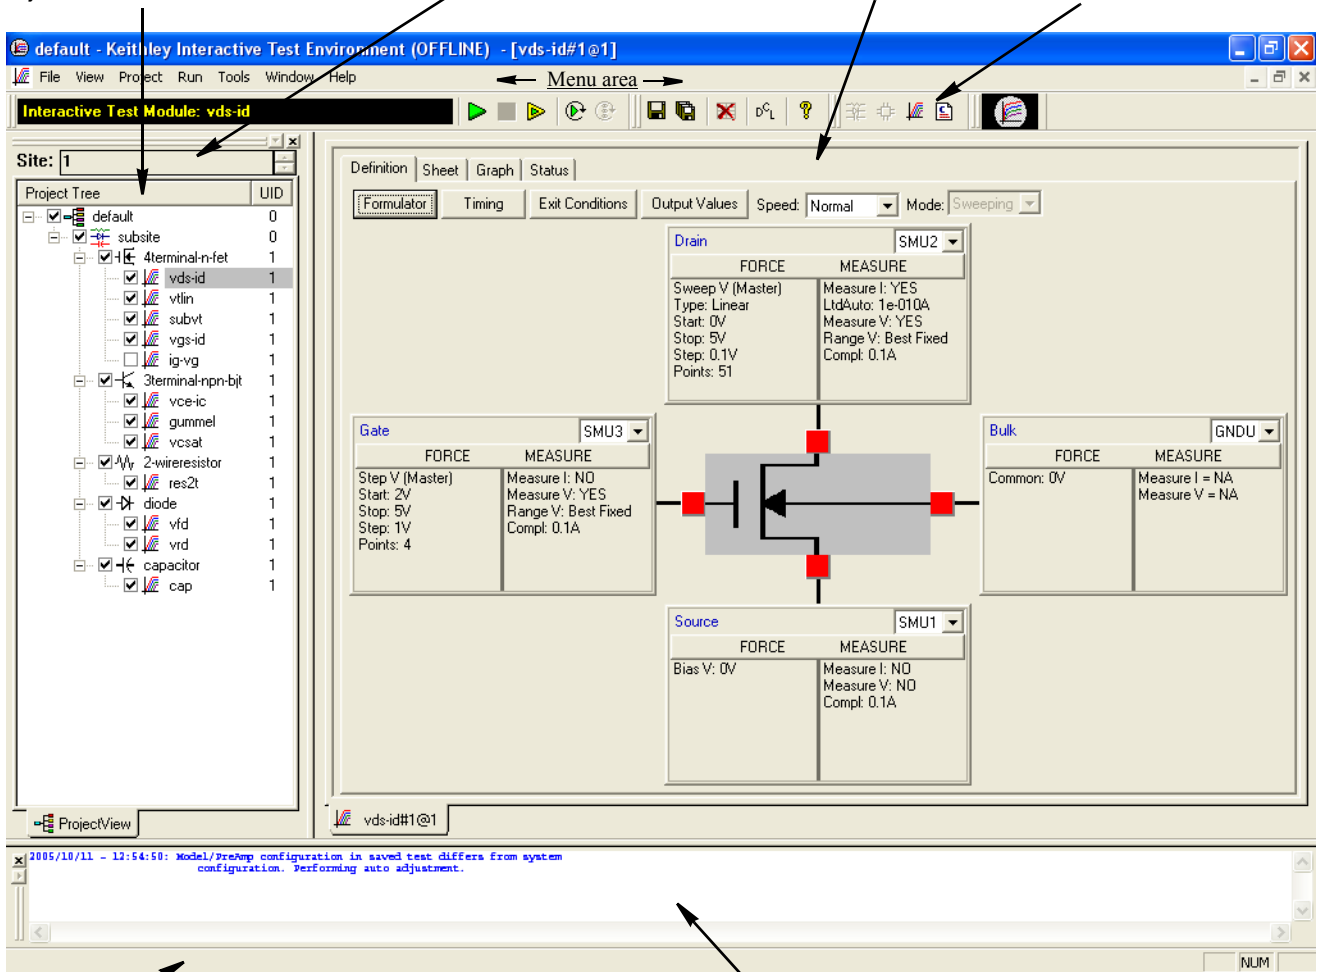 default - Keithley Interactive Test Environment (OFFLINE) - [vds-id#1@1]
File View Project Run Tools Window Help
Menu area
Interactive Test Module: vds-id
Site: 1
Project Tree UID
default 0
subsite 0
4terminal-n-fet 1
vds-id 1
vtlin 1
subvt 1
vgs-id 1
ig-vg 1
3terminal-npn-bjt 1
vce-ic 1
gummel 1
vcsat 1
2-wireresistor 1
res2t 1
diode 1
vfd 1
vrd 1
capacitor 1
cap 1
ProjectView
Definition Sheet Graph Status
Formulator Timing Exit Conditions Output Values Speed: Normal Mode: Sweeping
Drain SMU2
FORCE MEASURE
Sweep V (Master) Measure I: YES
Type: Linear LtdAuto: 1e-010A
Start: 0V Measure V: YES
Stop: 5V Range V: Best Fixed
Step: 0.1V Compl: 0.1A
Points: 51
Gate SMU3
FORCE MEASURE
Step V (Master) Measure I: NO
Start: 2V Measure V: YES
Stop: 5V Range V: Best Fixed
Step: 1V Compl: 0.1A
Points: 4
Bulk GNDU
FORCE MEASURE
Common: 0V Measure I = NA
Measure V = NA
Source SMU1
FORCE MEASURE
Bias V: 0V Measure I: NO
Measure V: NO
Compl: 0.1A
vds-id#1@1
2005/10/11 - 12:54:50: Model/PreAmp configuration in saved test differs from system
configuration. Performing auto adjustment.
NUM